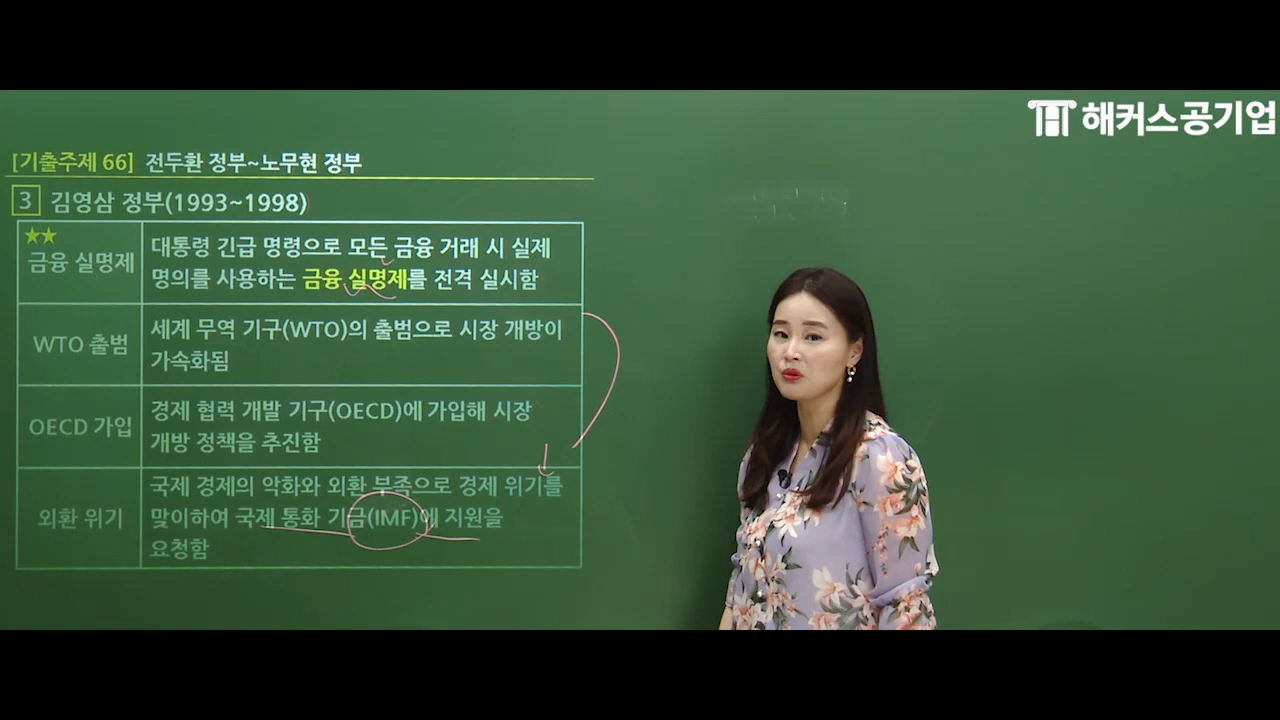 해커스공기업
[기출주제 66] 전두환 정부~노무현 정부
3 김영삼 정부(1993~1998)
★★
금융 실명제
대통령 긴급 명령으로 모든 금융 거래 시 실제
명의를 사용하는 금융 실명제를 전격 실시함
WTO 출범
세계 무역 기구(WTO)의 출범으로 시장 개방이
가속화됨
OECD 가입
경제 협력 개발 기구(OECD)에 가입해 시장
개방 정책을 추진함
외환 위기
국제 경제의 악화와 외환 부족으로 경제 위기를
맞이하여 국제 통화 기금(IMF)에 지원을
요청함